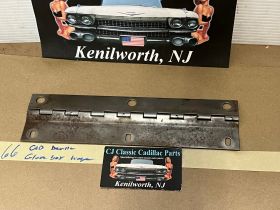 Kenilworth, NJ
66 CAD Deville
Glove box hinge
CJ Classic Cadillac Parts
Kenilworth, NJ